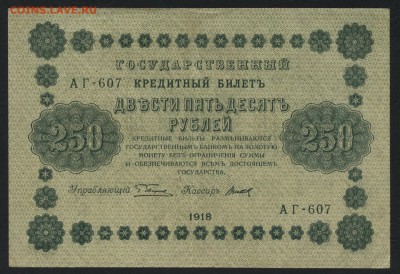 COINS.LAVE.RU
ГОСУДАРСТВЕННЫЙ
АГ-607 КРЕДИТНЫЙ БИЛЕТЪ
ДВѢСТИ ПЯТЬДЕСЯТЪ
РУБЛЕЙ
250 250
КРЕДИТНЫЕ БИЛЕТЫ РАЗМѢНИВАЮТСЯ
ГОСУДАРСТВЕННЫМЪ БАНКОМЪ НА ЗОЛОТУЮ
МОНЕТУ БЕЗЪ ОГРАНИЧЕНІЯ СУММЫ
И ОБЕЗПЕЧИВАЮТСЯ ВСѢМЪ ДОСТОЯНІЕМЪ
ГОСУДАРСТВА.
Управляющій Кассиръ
1918
АГ-607